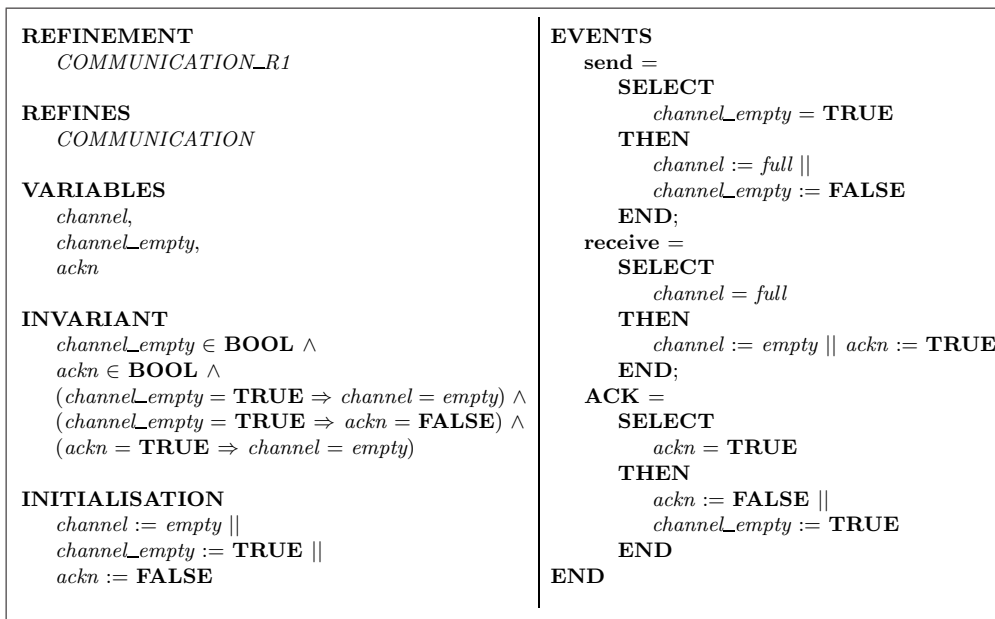 REFINEMENT
COMMUNICATION_R1
REFINES
COMMUNICATION
VARIABLES
channel,
channel_empty,
ackn
INVARIANT
channel_empty ∈ BOOL ∧
ackn ∈ BOOL ∧
(channel_empty = TRUE ⇒ channel = empty) ∧
(channel_empty = TRUE ⇒ ackn = FALSE) ∧
(ackn = TRUE ⇒ channel = empty)
INITIALISATION
channel := empty ||
channel_empty := TRUE ||
ackn := FALSE
EVENTS
send =
SELECT
channel_empty = TRUE
THEN
channel := full ||
channel_empty := FALSE
END;
receive =
SELECT
channel = full
THEN
channel := empty || ackn := TRUE
END;
ACK =
SELECT
ackn = TRUE
THEN
ackn := FALSE ||
channel_empty := TRUE
END
END